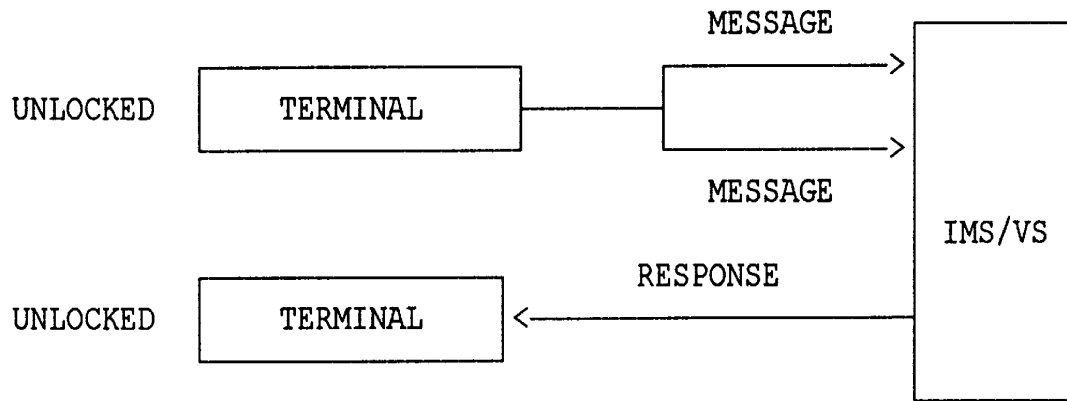 MESSAGE
UNLOCKED TERMINAL
MESSAGE
IMS/VS
RESPONSE
UNLOCKED TERMINAL